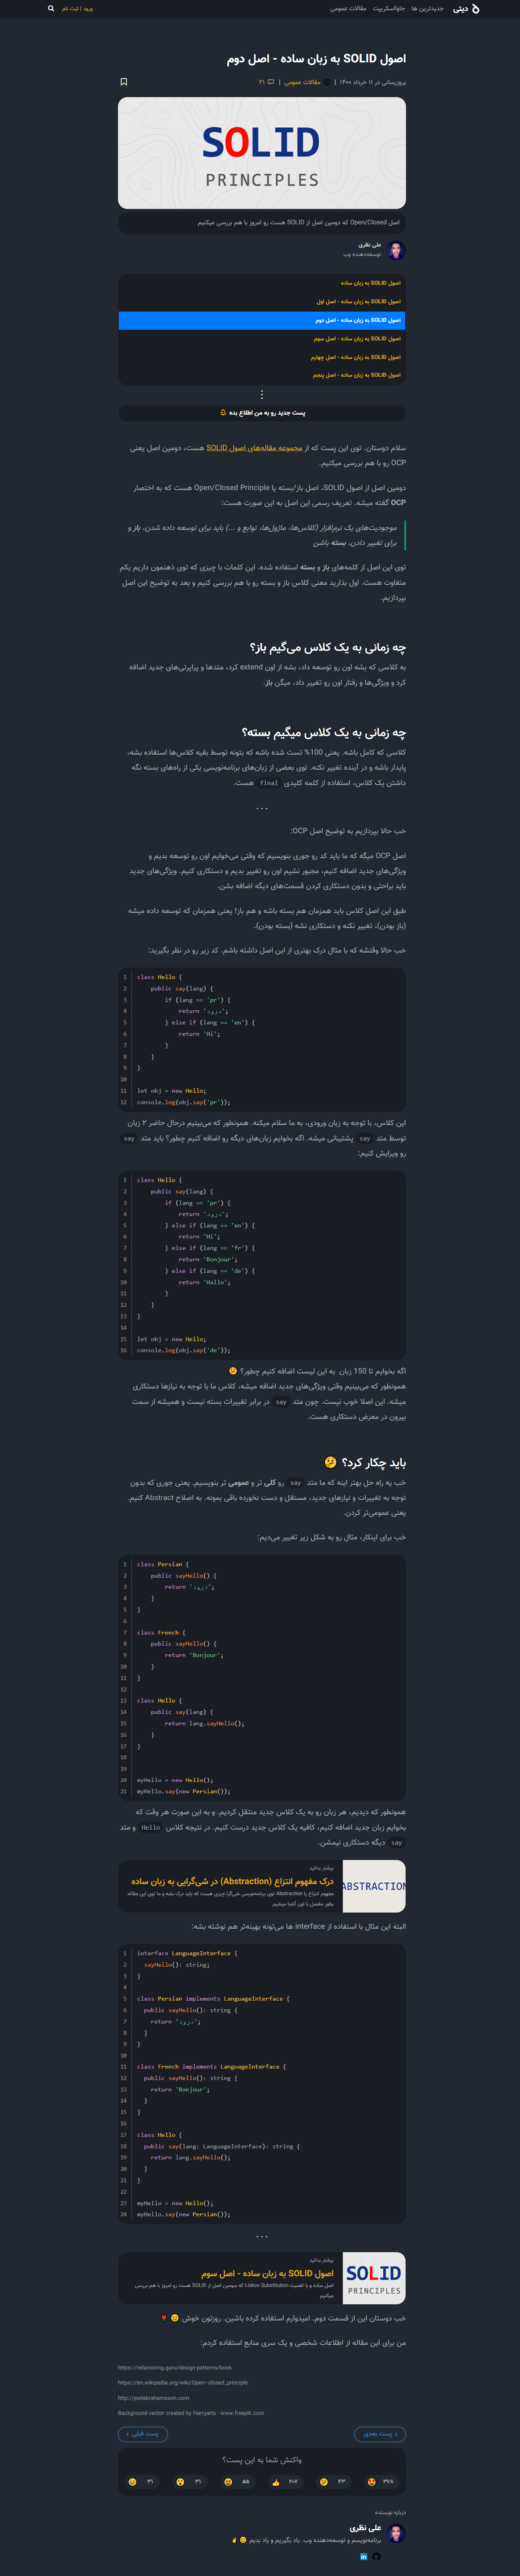 دیتی
جدیدترین ها
جاوااسکریپت
مقالات عمومی
ورود | ثبت نام
اصول SOLID به زبان ساده - اصل دوم
بروزرسانی در ۱۱ خرداد ۱۴۰۰ | مقالات عمومی | ۲۱
SOLID
PRINCIPLES
اصل Open/Closed که دومین اصل از SOLID هست رو امروز با هم بررسی میکنیم
علی نظری
توسعه‌دهنده وب
اصول SOLID به زبان ساده
اصول SOLID به زبان ساده - اصل اول
اصول SOLID به زبان ساده - اصل دوم
اصول SOLID به زبان ساده - اصل سوم
اصول SOLID به زبان ساده - اصل چهارم
اصول SOLID به زبان ساده - اصل پنجم
پست جدید رو به من اطلاع بده
سلام دوستان. توی این پست که از مجموعه مقاله‌های اصول SOLID هست، دومین اصل یعنی
OCP رو با هم بررسی میکنیم.
دومین اصل از اصول SOLID، اصل باز/بسته یا Open/Closed Principle هست که به اختصار
OCP گفته میشه. تعریف رسمی این اصل به این صورت هست:
موجودیت‌های یک نرم‌افزار (کلاس‌ها، ماژول‌ها، توابع و ...) باید برای توسعه داده شدن، باز و
برای تغییر دادن، بسته باشن
توی این اصل از کلمه‌های باز و بسته استفاده شده. این کلمات با چیزی که توی ذهنمون داریم یکم
متفاوت هست. اول بذارید معنی کلاس باز و بسته رو با هم بررسی کنیم و بعد به توضیح این اصل
بپردازیم.
چه زمانی به یک کلاس می‌گیم باز؟
به کلاسی که بشه اون رو توسعه داد، بشه از اون extend کرد، متدها و پراپرتی‌های جدید اضافه
کرد و ویژگی‌ها و رفتار اون رو تغییر داد، میگن باز.
چه زمانی به یک کلاس میگیم بسته؟
کلاسی که کامل باشه. یعنی 100% تست شده باشه که بتونه توسط بقیه کلاس‌ها استفاده بشه،
پایدار باشه و در آینده تغییر نکنه. توی بعضی از زبان‌های برنامه‌نویسی یکی از راه‌های بسته نگه
داشتن یک کلاس، استفاده از کلمه کلیدی final هست.
...
خب حالا بپردازیم به توضیح اصل OCP:
اصل OCP میگه که ما باید کد رو جوری بنویسیم که وقتی می‌خوایم اون رو توسعه بدیم و
ویژگی‌های جدید اضافه کنیم، مجبور نشیم اون رو تغییر بدیم و دستکاری کنیم. ویژگی‌های جدید
باید براحتی و بدون دستکاری کردن قسمت‌های دیگه اضافه بشن.
طبق این اصل کلاس باید همزمان هم بسته باشه و هم باز! یعنی همزمان که توسعه داده میشه
(باز بودن)، تغییر نکنه و دستکاری نشه (بسته بودن).
خب حالا وقتشه که با مثال درک بهتری از این اصل داشته باشم. کد زیر رو در نظر بگیرید:
1 class Hello {
2 public say(lang) {
3 if (lang == 'pr') {
4 return 'درود';
5 } else if (lang == 'en') {
6 return 'Hi';
7 }
8 }
9 }
10
11 let obj = new Hello;
12 console.log(obj.say('pr'));
این کلاس، با توجه به زبان ورودی، به ما سلام میکنه. همونطور که می‌بینیم درحال حاضر ۲ زبان
توسط متد say پشتیبانی میشه. اگه بخوایم زبان‌های دیگه رو اضافه کنیم چطور؟ باید متد say
رو ویرایش کنیم:
1 class Hello {
2 public say(lang) {
3 if (lang == 'pr') {
4 return 'درود';
5 } else if (lang == 'en') {
6 return 'Hi';
7 } else if (lang == 'fr') {
8 return 'Bonjour';
9 } else if (lang == 'de') {
10 return 'Hallo';
11 }
12 }
13 }
14
15 let obj = new Hello;
16 console.log(obj.say('de'));
اگه بخوایم تا 150 زبان به این لیست اضافه کنیم چطور؟
همونطور که می‌بینیم وقتی ویژگی‌های جدید اضافه میشه، کلاس ما با توجه به نیازها دستکاری
میشه. این اصلا خوب نیست. چون متد say در برابر تغییرات بسته نیست و همیشه از سمت
بیرون در معرض دستکاری هست.
باید چکار کرد؟
خب یه راه حل بهتر اینه که ما متد say رو کلی تر و عمومی تر بنویسیم. یعنی جوری که بدون
توجه به تغییرات و نیازهای جدید، مستقل و دست نخورده باقی بمونه. به اصلاح Abstract کنیم.
یعنی عمومی‌تر کردن.
خب برای اینکار، مثال رو به شکل زیر تغییر می‌دیم:
1 class Persian {
2 public sayHello() {
3 return 'درود';
4 }
5 }
6
7 class French {
8 public sayHello() {
9 return 'Bonjour';
10 }
11 }
12
13 class Hello {
14 public say(lang) {
15 return lang.sayHello();
16 }
17 }
18
19
20 myHello = new Hello();
21 myHello.say(new Persian());
همونطور که دیدیم، هر زبان رو به یک کلاس جدید منتقل کردیم. و به این صورت هر وقت که
بخوایم زبان جدید اضافه کنیم، کافیه یک کلاس جدید درست کنیم. در نتیجه کلاس Hello و متد
say دیگه دستکاری نیمشن.
ABSTRACTION
بیشتر بدانید
درک مفهوم انتزاع (Abstraction) در شی‌گرایی به زبان ساده
مفهوم انتزاع یا Abstraction توی برنامه‌نویسی شی‌گرا چیزی هست که باید درک بشه و ما توی این مقاله
بطور مفصل با اون آشنا میشیم
البته این مثال با استفاده از interface ها می‌تونه بهینه‌تر هم نوشته بشه:
1 interface LanguageInterface {
2 sayHello(): string;
3 }
4
5 class Persian implements LanguageInterface {
6 public sayHello(): string {
7 return 'درود';
8 }
9 }
10
11 class French implements LanguageInterface {
12 public sayHello(): string {
13 return 'Bonjour';
14 }
15 }
16
17 class Hello {
18 public say(lang: LanguageInterface): string {
19 return lang.sayHello();
20 }
21 }
22
23 myHello = new Hello();
24 myHello.say(new Persian());
...
SOLID
PRINCIPLES
بیشتر بدانید
اصول SOLID به زبان ساده - اصل سوم
اصل ساده و با اهمیت Liskov Substitution که سومین اصل از SOLID هست رو امروز با هم بررسی
میکنیم
خب دوستان این از قسمت دوم. امیدوارم استفاده کرده باشین. روزتون خوش
من برای این مقاله از اطلاعات شخصی و یک سری منابع استفاده کردم:
https://refactoring.guru/design-patterns/book
https://en.wikipedia.org/wiki/Open–closed_principle
http://joelabrahamsson.com
Background vector created by Harryarts - www.freepik.com
پست بعدی
پست قبلی
واکنش شما به این پست؟
۳۷۸
۴۳
۲۰۷
۵۵
۳۱
۳۱
درباره نویسنده
علی نظری
برنامه‌نویسم و توسعه‌دهنده وب. یاد بگیریم و یاد بدیم